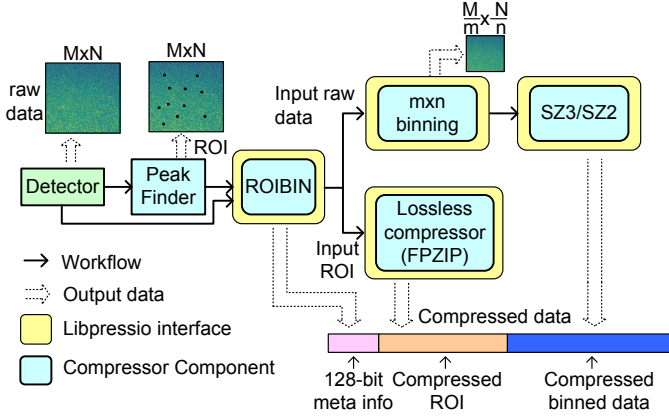 MxN
raw
data
MxN
ROI
M/m x N/n
Detector
Peak
Finder
ROIBIN
Input raw
data
mxn
binning
SZ3/SZ2
Input
ROI
Lossless
compressor
(FPZIP)
Workflow
Output data
Libpressio interface
Compressor Component
Compressed data
128-bit
meta info
Compressed
ROI
Compressed
binned data